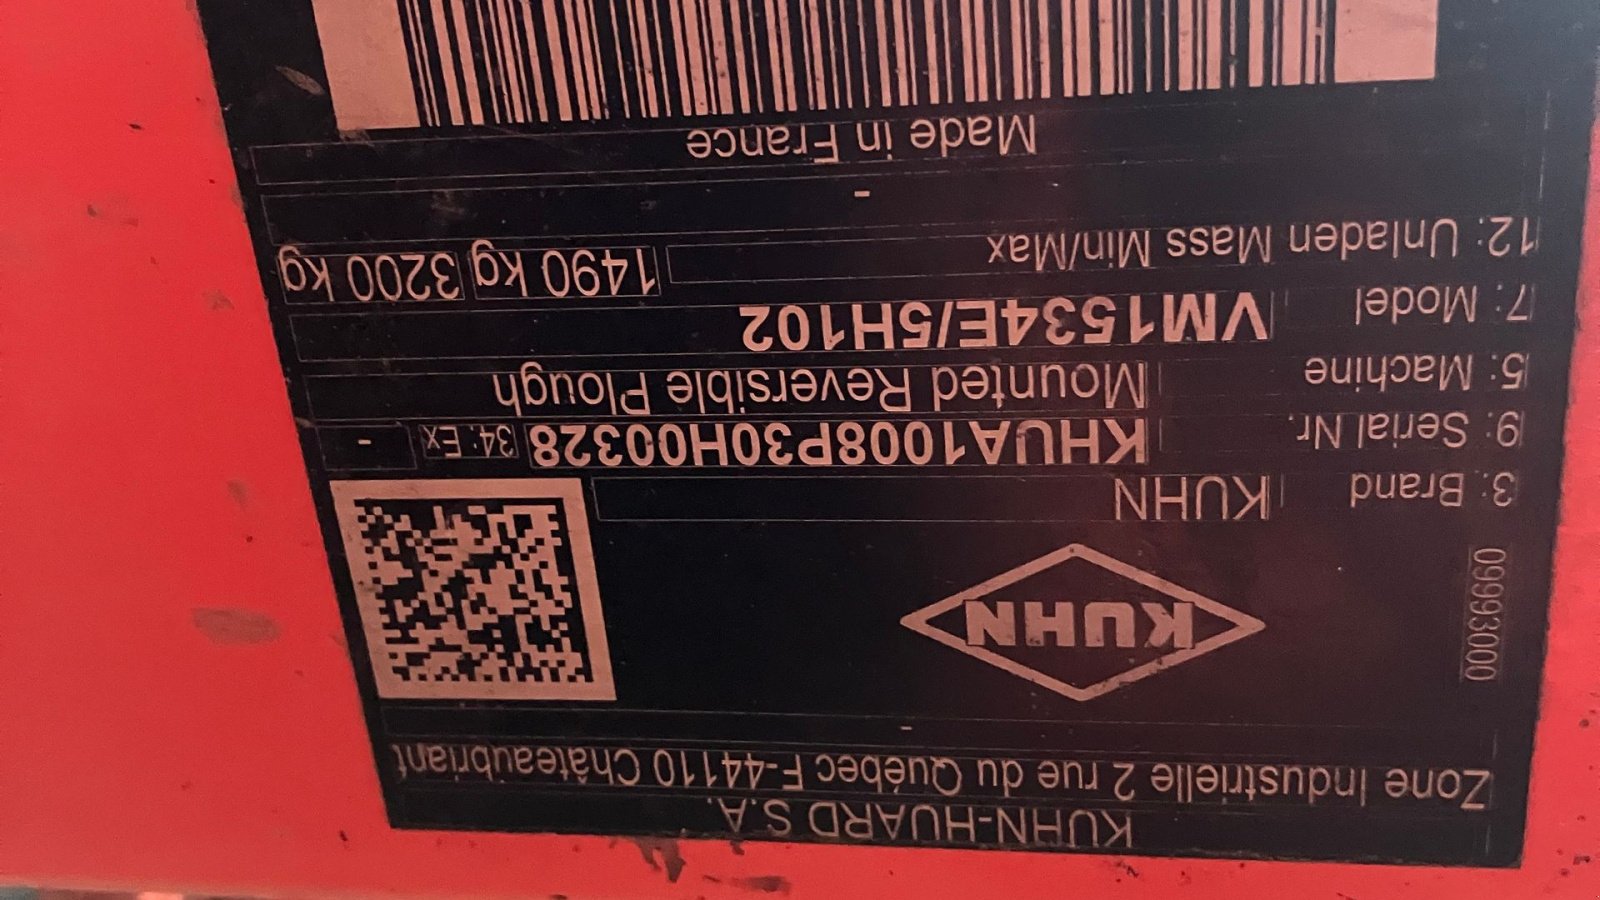 KUHN-HUARD S.A.
Zone Industrielle 2 rue du Québec F-44110 Châteaubriant
-
KUHN
09993000
3: Brand KUHN
9: Serial Nr. KHUA1008P30H00328 34: Ex -
5: Machine Mounted Reversible Plough
7: Model VM1534E/5H102
12: Unladen Mass Min/Max 1490 kg 3200 kg
-
Made in France